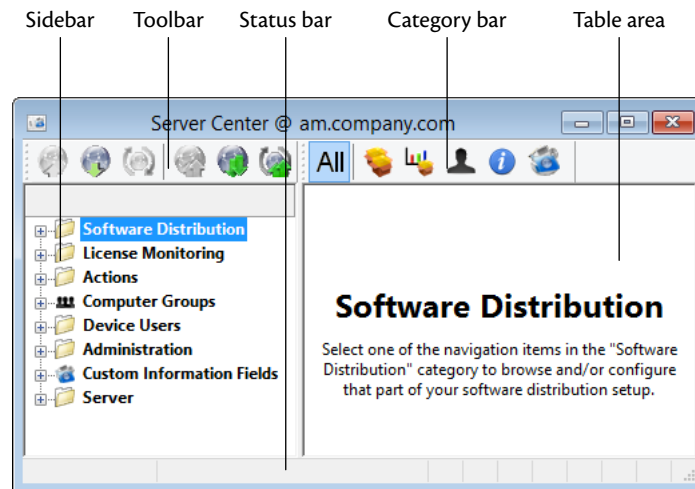 Sidebar Toolbar Status bar Category bar Table area
Server Center @ am.company.com
All
Software Distribution
License Monitoring
Actions
Computer Groups
Device Users
Administration
Custom Information Fields
Server
Software Distribution
Select one of the navigation items in the "Software
Distribution" category to browse and/or configure
that part of your software distribution setup.